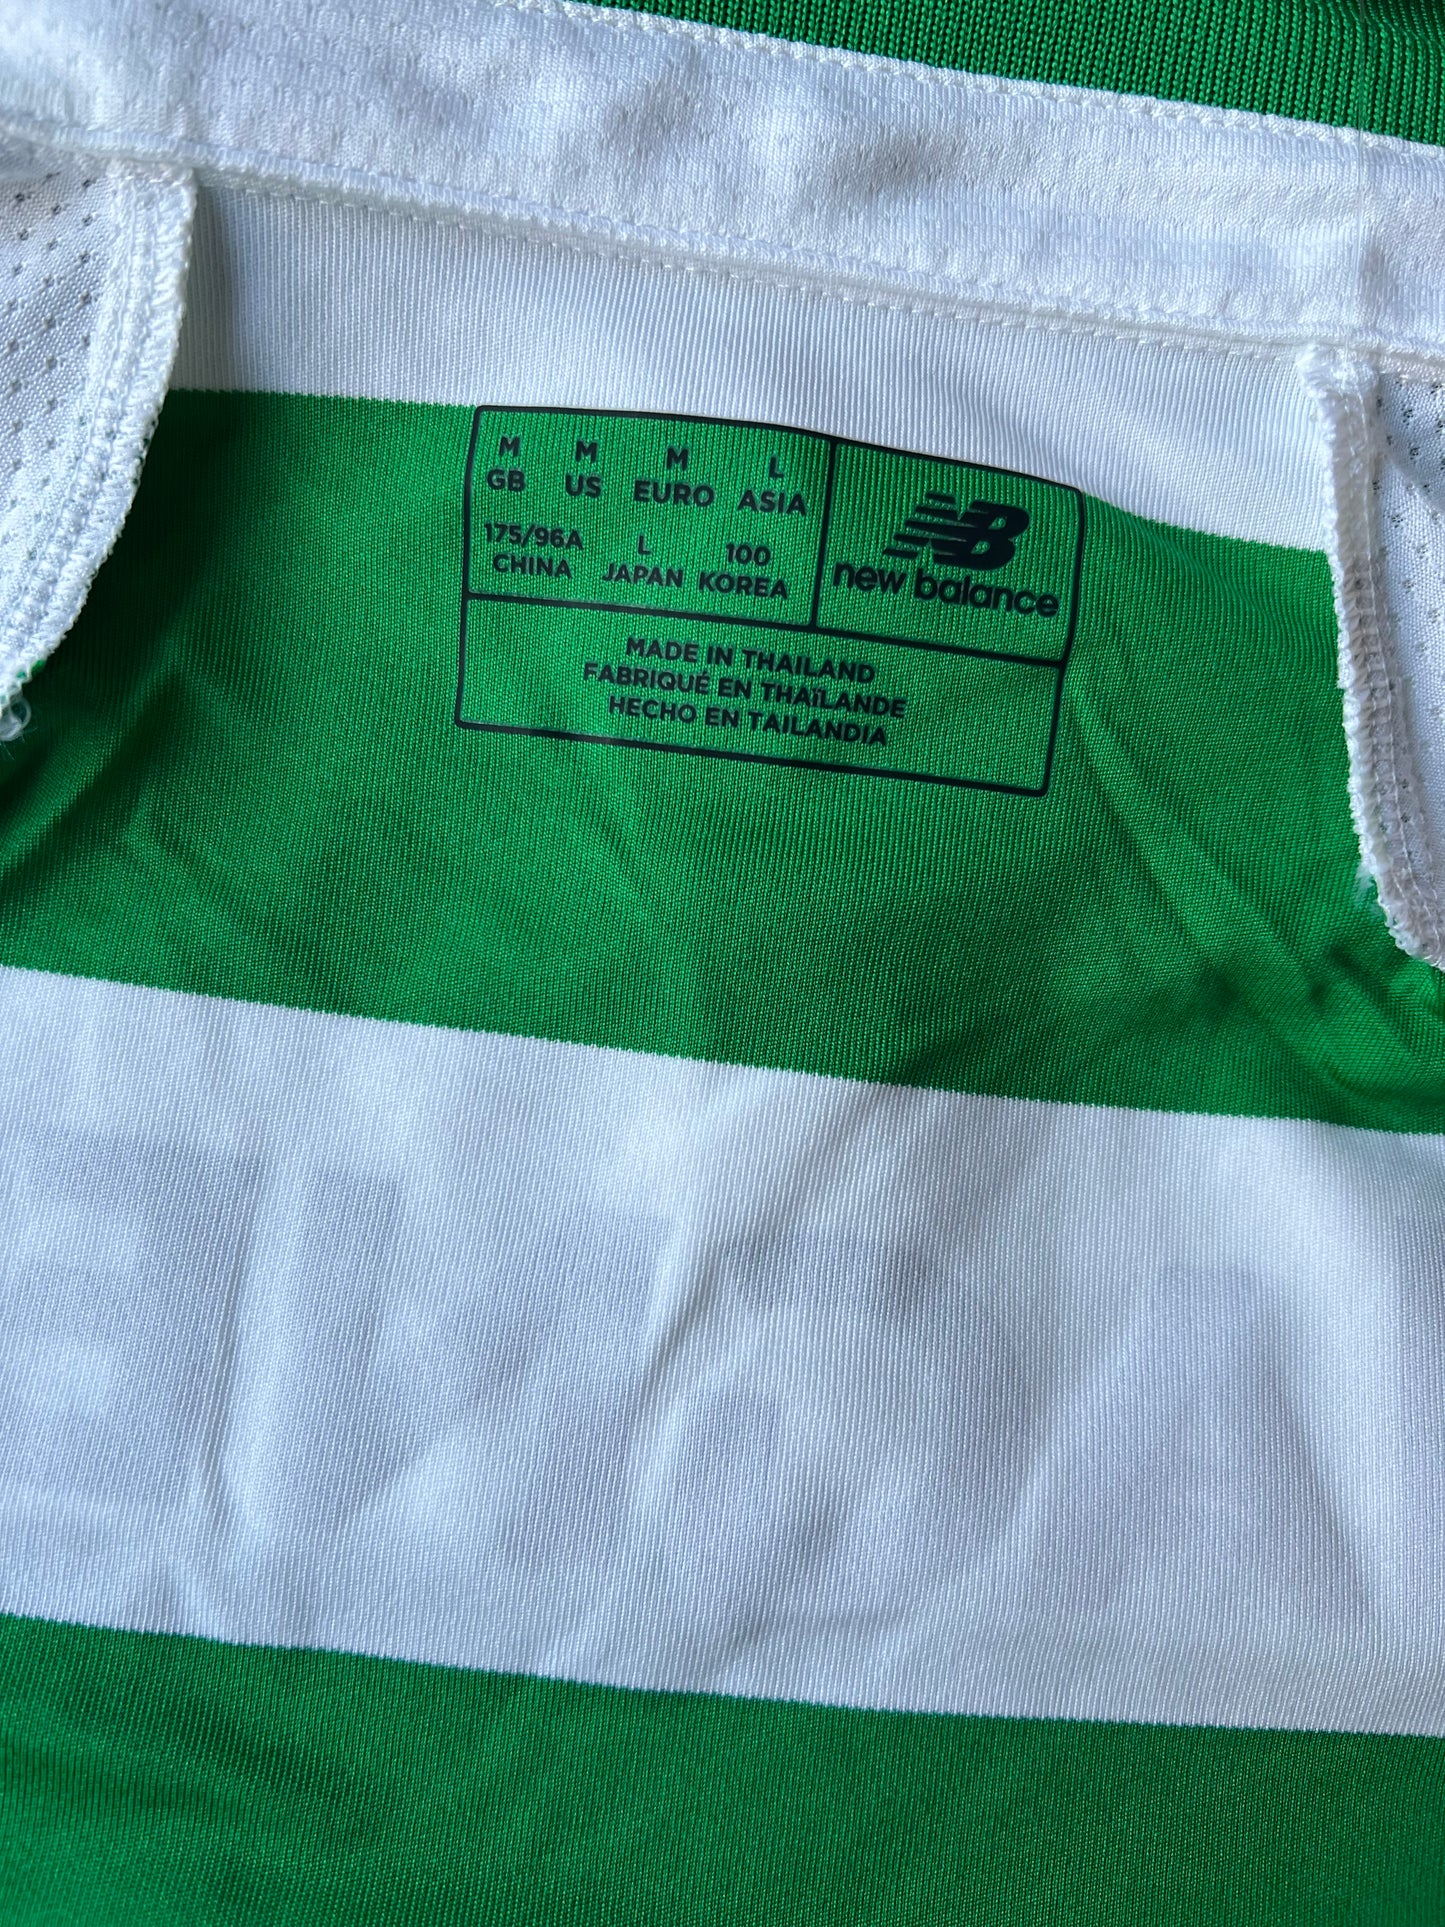 M M M L
GB US EURO ASIA
175/96A L 100
CHINA JAPAN KOREA
NB
new balance
MADE IN THAILAND
FABRIQUÉ EN THAÏLANDE
HECHO EN TAILANDIA